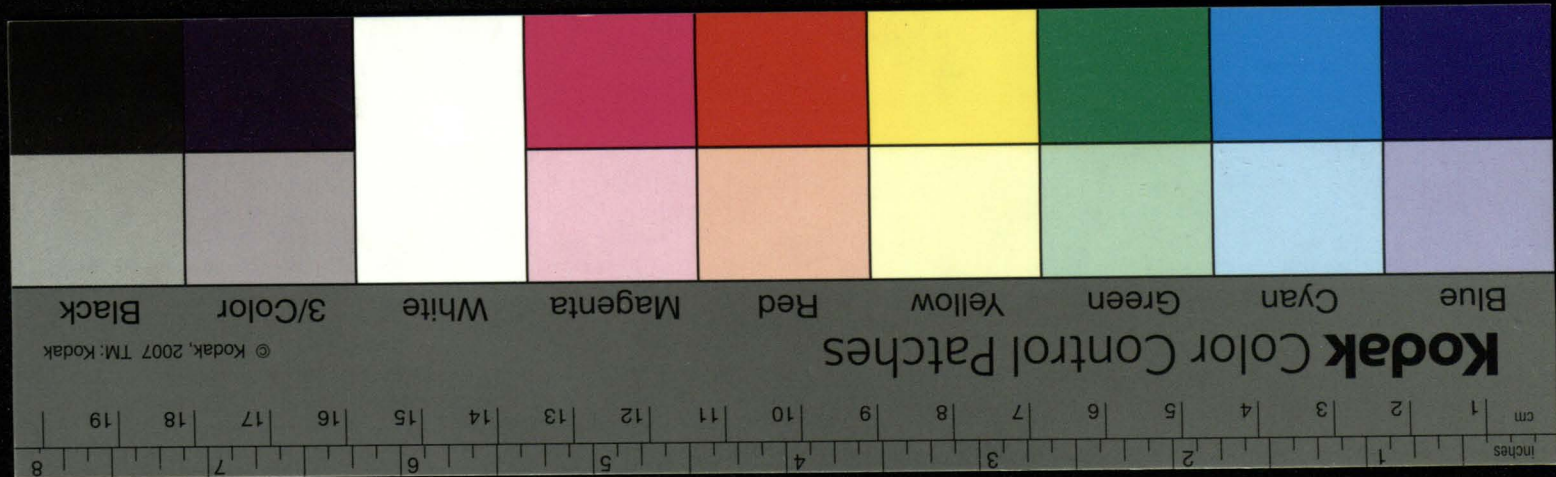 inches 1 2 3 4 5 6 7 8
cm 1 2 3 4 5 6 7 8 9 10 11 12 13 14 15 16 17 18 19
Kodak Color Control Patches
© Kodak, 2007 TM: Kodak
Blue Cyan Green Yellow Red Magenta White 3/Color Black